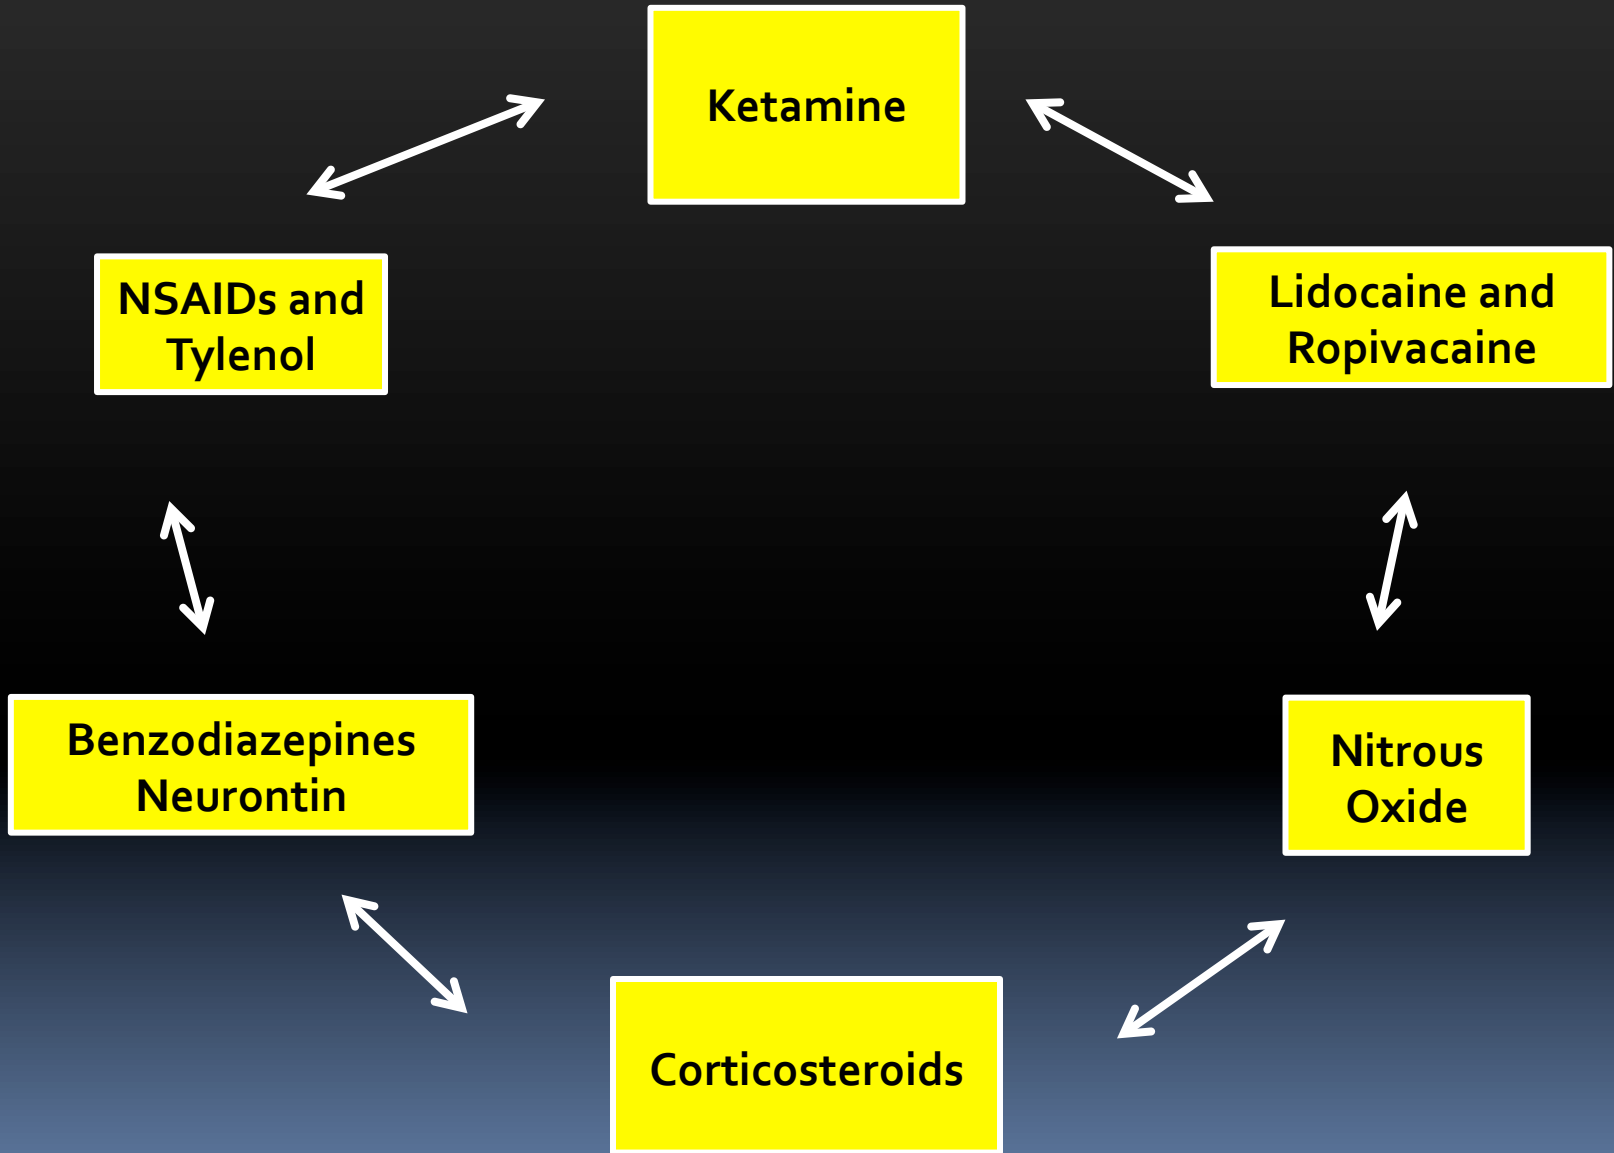 Ketamine
NSAIDs and
Tylenol
Lidocaine and
Ropivacaine
Benzodiazepines
Neurontin
Nitrous
Oxide
Corticosteroids